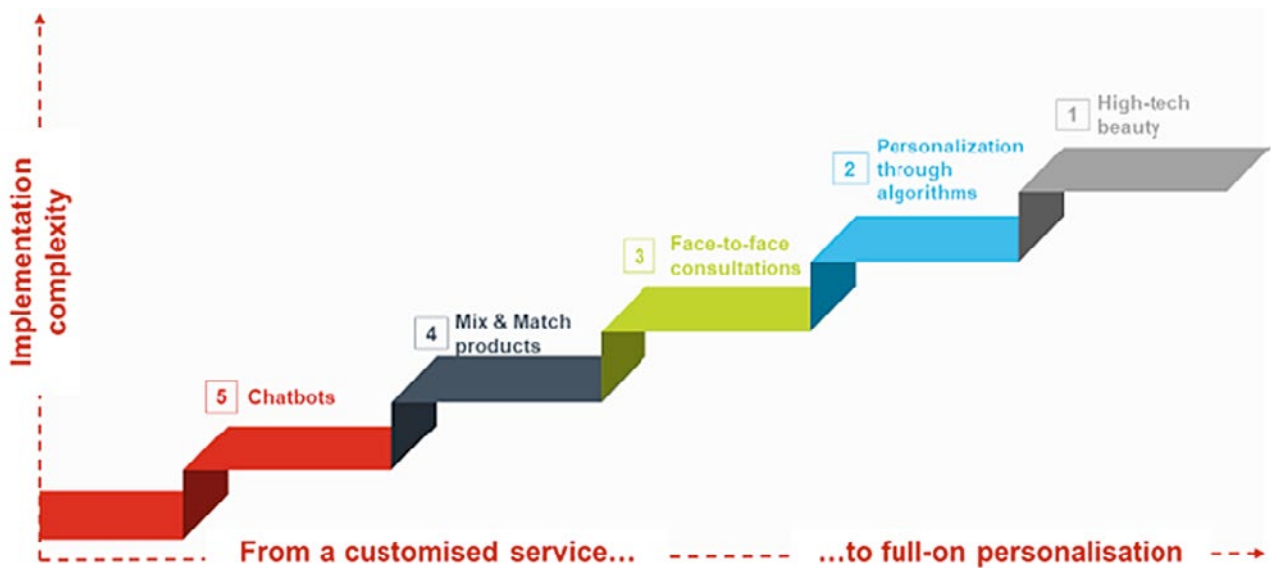 Implementation
complexity
1 High-tech
beauty
2 Personalization
through
algorithms
3 Face-to-face
consultations
4 Mix & Match
products
5 Chatbots
From a customised service... ...to full-on personalisation